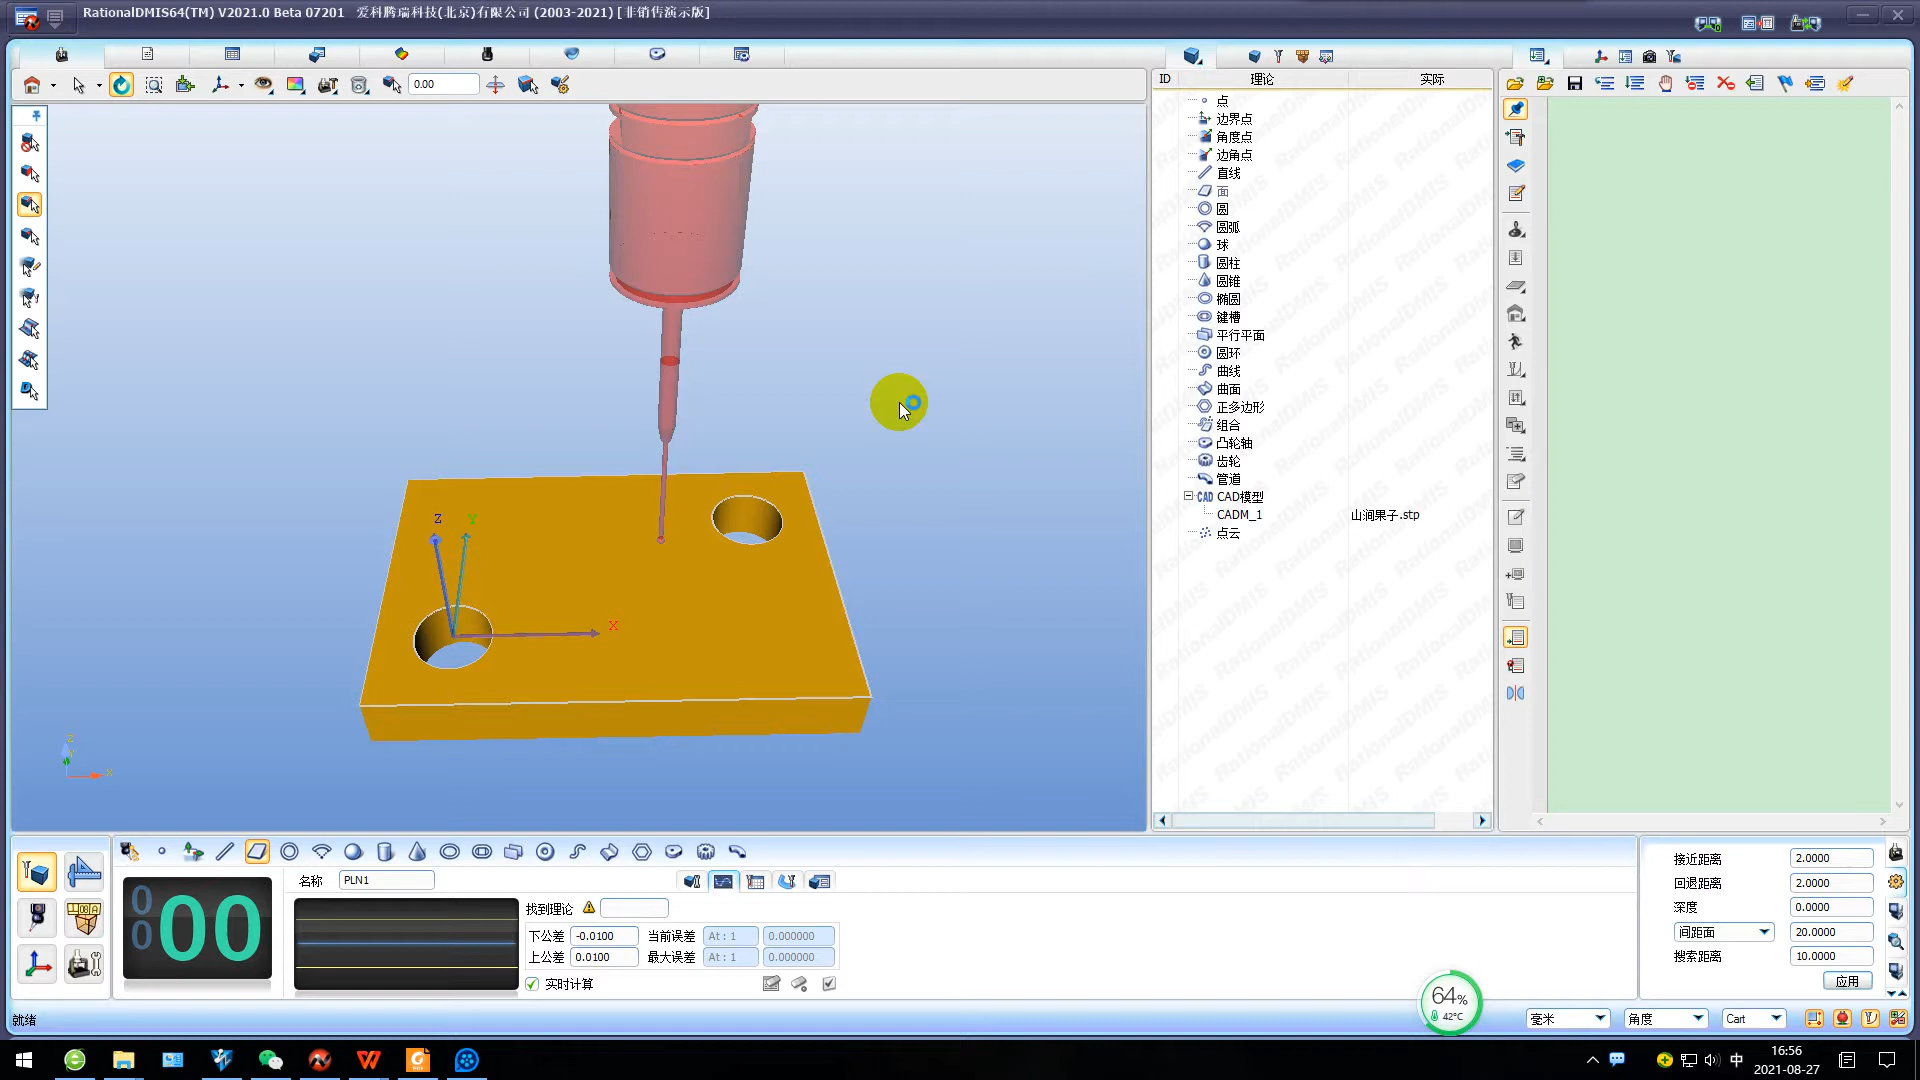 RationalDMIS64(TM) V2021.0 Beta 07201 爱科腾瑞科技(北京)有限公司 (2003-2021) [非销售演示版]
0.00
ID 理论 实际
点
边界点
角度点
边角点
直线
面
圆
圆弧
球
圆柱
圆锥
椭圆
键槽
平行平面
圆环
曲线
曲面
正多边形
组合
凸轮轴
齿轮
管道
CAD CAD模型
CADM_1 山涧果子.stp
点云
Z Y
X
Z
X
名称 PLN1
0
0
00
找到理论
下公差 -0.0100 当前误差 At : 1 0.000000
上公差 0.0100 最大误差 At : 1 0.000000
实时计算
接近距离 2.0000
回退距离 2.0000
深度 0.0000
间距面 20.0000
搜索距离 10.0000
应用
64%
42°C
就绪
毫米 角度 Cart
中
16:56
2021-08-27
RationalDMIS